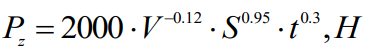 P_z = 2000 · V^{-0.12} · S^{0.95} · t^{0.3}, H